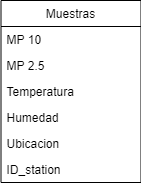 Muestras
MP 10
MP 2.5
Temperatura
Humedad
Ubicacion
ID_station